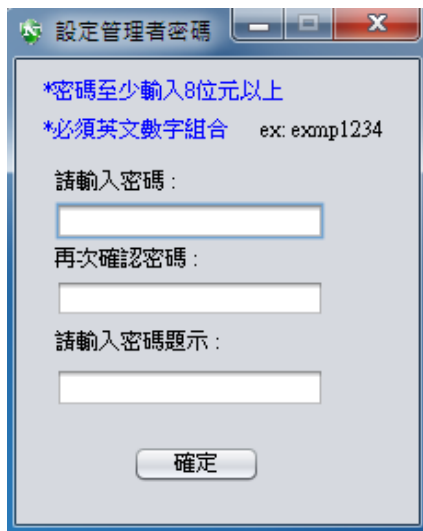 設定管理者密碼
*密碼至少輸入8位元以上
*必須英文數字組合 ex: exmp1234
請輸入密碼 :
再次確認密碼 :
請輸入密碼題示 :
確定